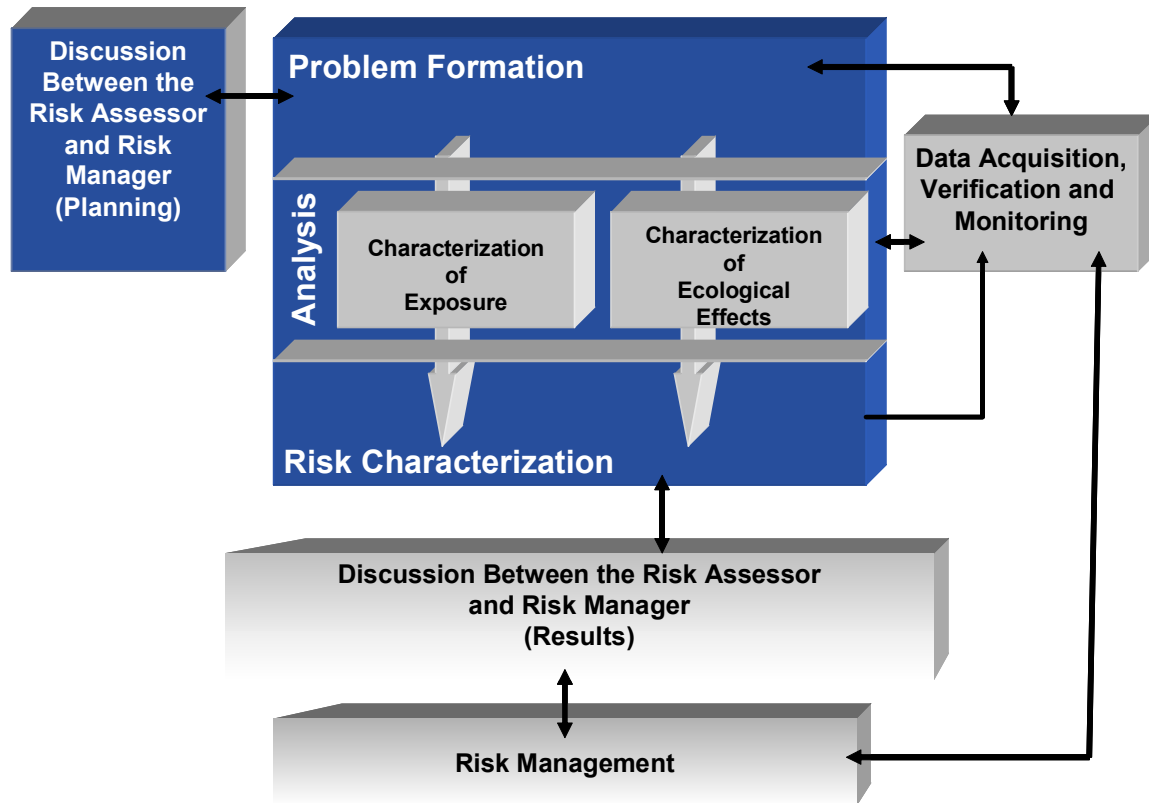 Discussion
Between the
Risk Assessor
and Risk
Manager
(Planning)
Problem Formation
Data Acquisition,
Verification and
Monitoring
Analysis
Characterization
of
Exposure
Characterization
of
Ecological
Effects
Risk Characterization
Discussion Between the Risk Assessor
and Risk Manager
(Results)
Risk Management